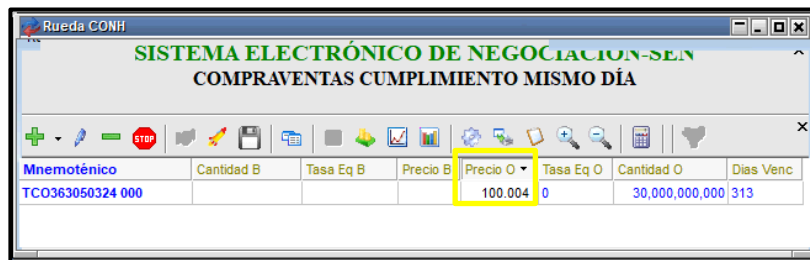 Rueda CONH
SISTEMA ELECTRÓNICO DE NEGOCIACIÓN-SEN
COMPRAVENTAS CUMPLIMIENTO MISMO DÍA
STOP
Mnemoténico Cantidad B Tasa Eq B Precio B Precio O Tasa Eq O Cantidad O Dias Venc
TCO363050324 000 100.004 0 30,000,000,000 313